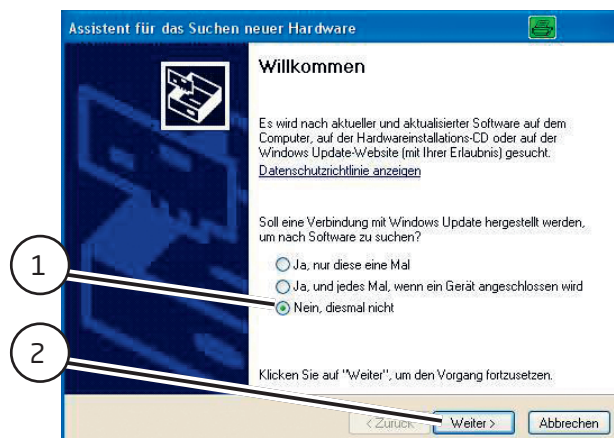 Assistent für das Suchen neuer Hardware
Willkommen
Es wird nach aktueller und aktualisierter Software auf dem
Computer, auf der Hardwareinstallations-CD oder auf der
Windows Update-Website (mit Ihrer Erlaubnis) gesucht.
Datenschutzrichtlinie anzeigen
Soll eine Verbindung mit Windows Update hergestellt werden,
um nach Software zu suchen?
Ja, nur diese eine Mal
Ja, und jedes Mal, wenn ein Gerät angeschlossen wird
1
Nein, diesmal nicht
2
Klicken Sie auf "Weiter", um den Vorgang fortzusetzen.
< Zurück Weiter > Abbrechen